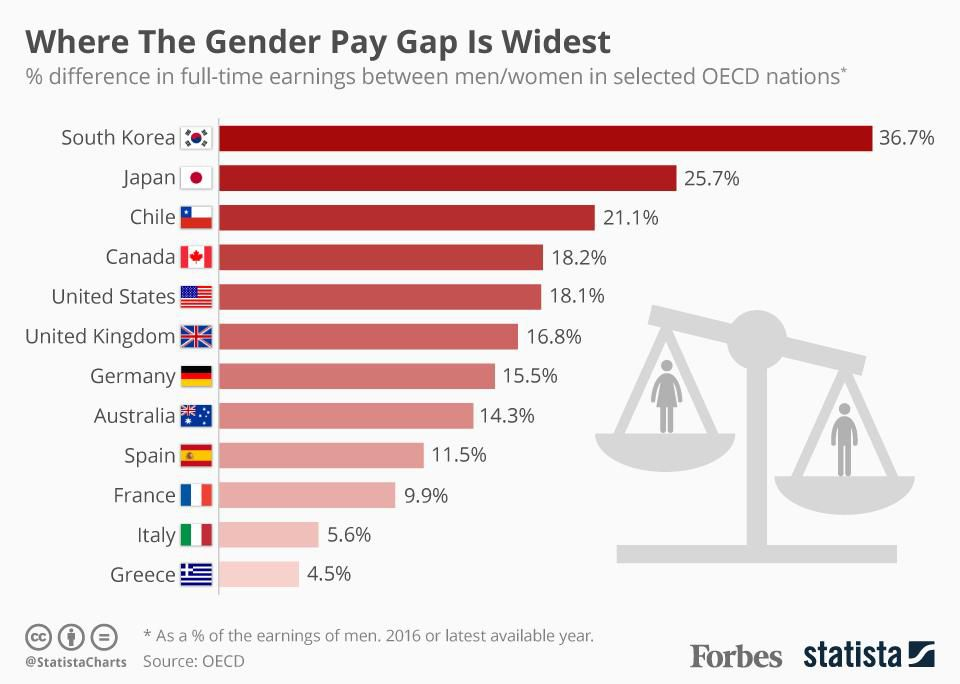 Where The Gender Pay Gap Is Widest
% difference in full-time earnings between men/women in selected OECD nations*
South Korea 36.7%
Japan 25.7%
Chile 21.1%
Canada 18.2%
United States 18.1%
United Kingdom 16.8%
Germany 15.5%
Australia 14.3%
Spain 11.5%
France 9.9%
Italy 5.6%
Greece 4.5%
cc
* As a % of the earnings of men. 2016 or latest available year.
@StatistaCharts Source: OECD
Forbes statista